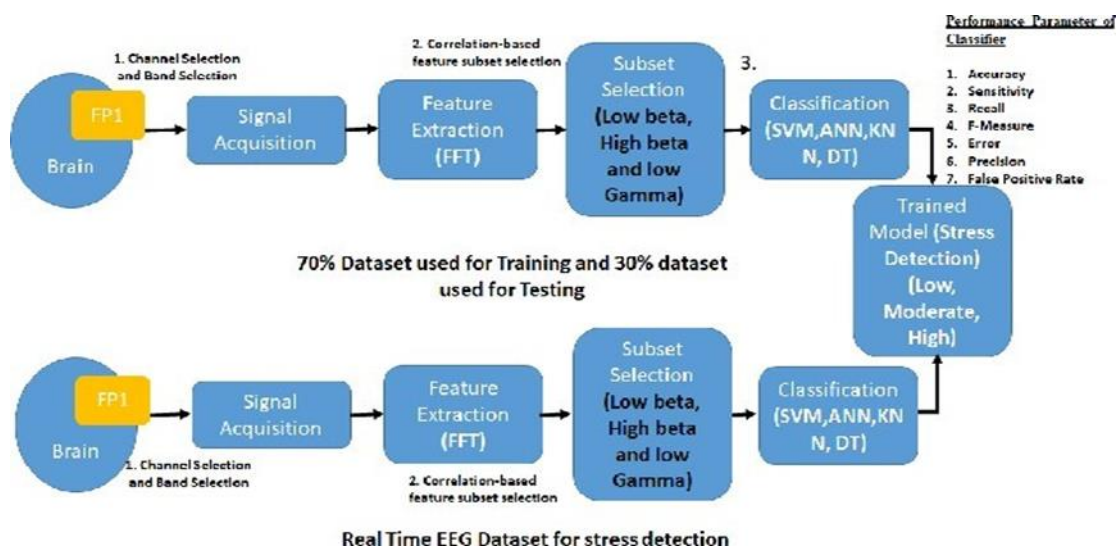 Performance Parameter of
Classifier
1. Accuracy
2. Sensitivity
3. Recall
4. F-Measure
5. Error
6. Precision
7. False Positive Rate
1. Channel Selection
and Band Selection
2. Correlation-based
feature subset selection
3.
FP1
Brain
Signal
Acquisition
Feature
Extraction
(FFT)
Subset
Selection
(Low beta,
High beta
and low
Gamma)
Classification
(SVM,ANN,KN
N, DT)
Trained
Model (Stress
Detection)
(Low,
Moderate,
High)
70% Dataset used for Training and 30% dataset
used for Testing
FP1
Brain
1. Channel Selection
and Band Selection
Signal
Acquisition
Feature
Extraction
(FFT)
2. Correlation-based
feature subset selection
Subset
Selection
(Low beta,
High beta
and low
Gamma)
Classification
(SVM,ANN,KN
N, DT)
Real Time EEG Dataset for stress detection